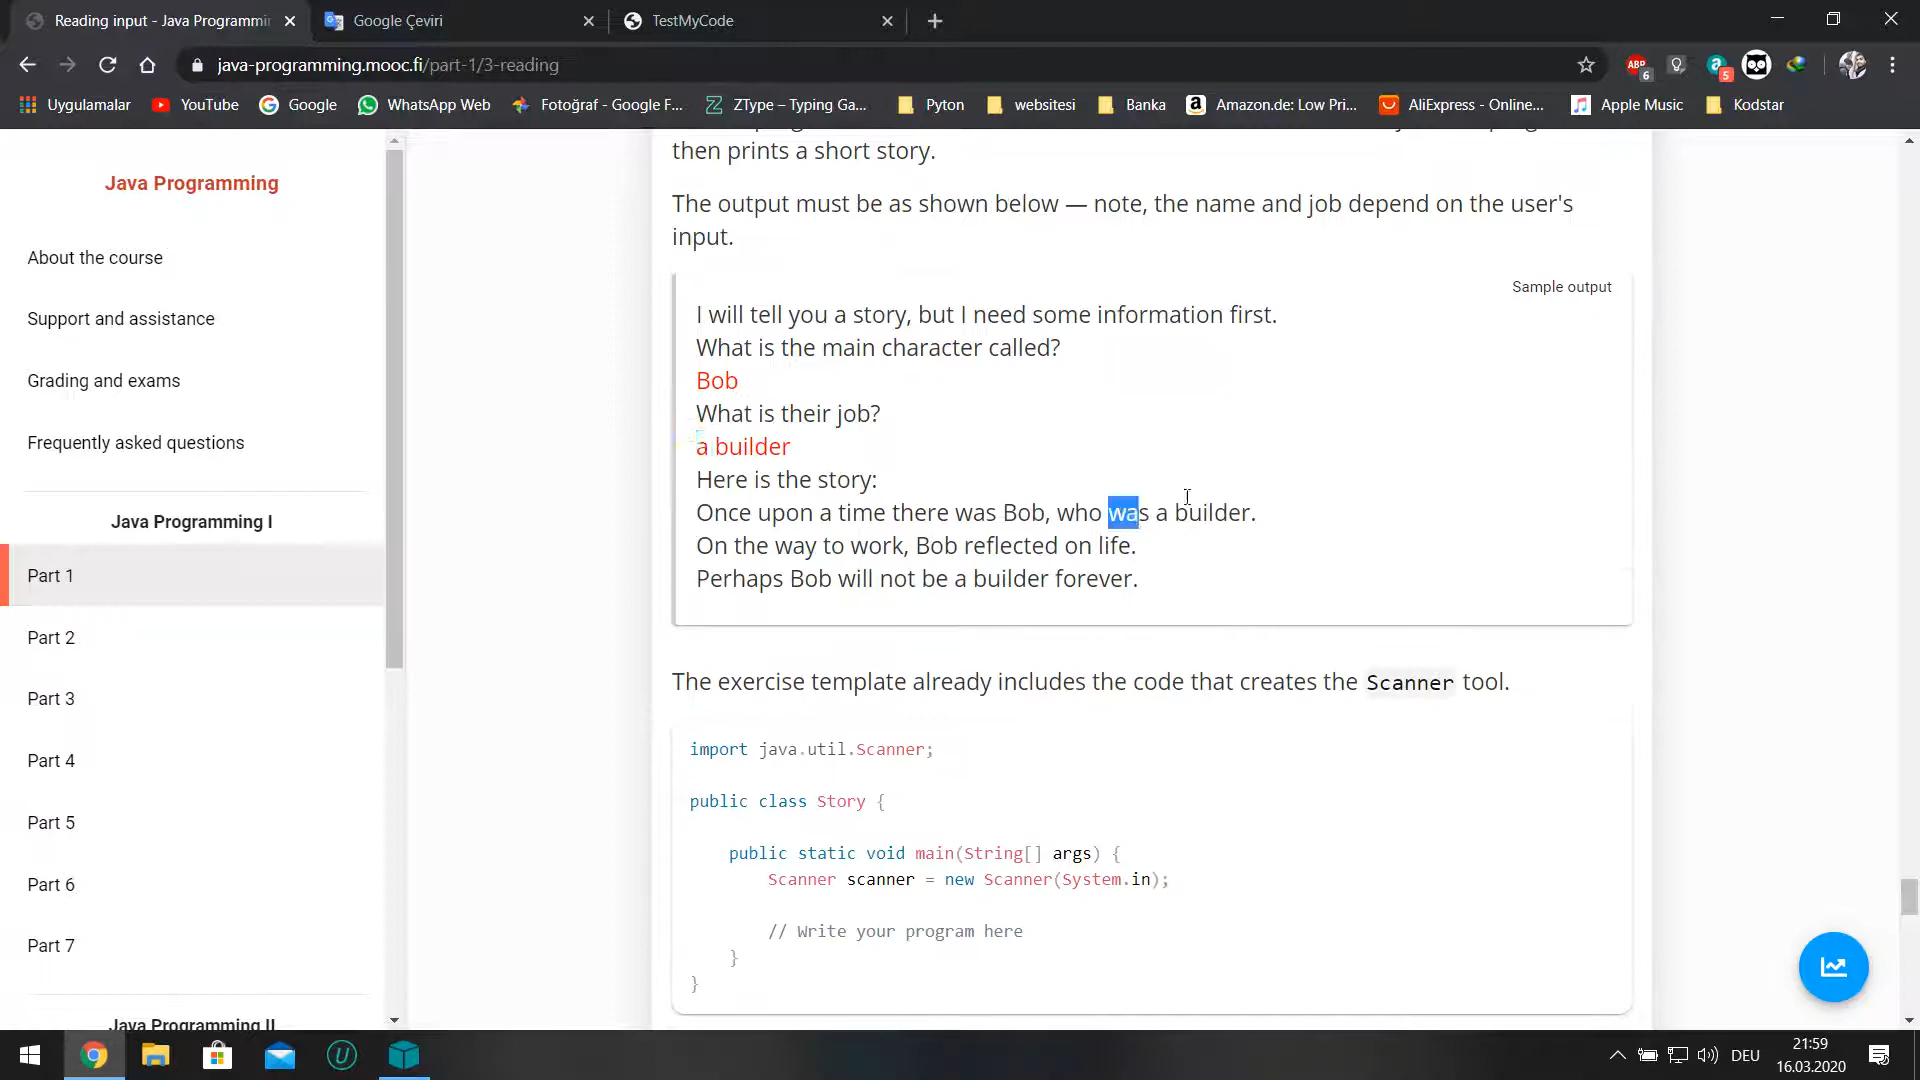 Reading input - Java Programmin
Google Çeviri
TestMyCode
java-programming.mooc.fi/part-1/3-reading
6
5
Uygulamalar
YouTube
Google
WhatsApp Web
Fotoğraf - Google F...
ZType – Typing Ga...
Pyton
websitesi
Banka
Amazon.de: Low Pri...
AliExpress - Online...
Apple Music
Kodstar
Java Programming
About the course
Support and assistance
Grading and exams
Frequently asked questions
Java Programming I
Part 1
Part 2
Part 3
Part 4
Part 5
Part 6
Part 7
Java Programming II
then prints a short story.
The output must be as shown below — note, the name and job depend on the user's
input.
Sample output
I will tell you a story, but I need some information first.
What is the main character called?
Bob
What is their job?
a builder
Here is the story:
Once upon a time there was Bob, who was a builder.
On the way to work, Bob reflected on life.
Perhaps Bob will not be a builder forever.
The exercise template already includes the code that creates the Scanner tool.
import java.util.Scanner;
public class Story {
public static void main(String[] args) {
Scanner scanner = new Scanner(System.in);
// Write your program here
}
}
DEU
21:59
16.03.2020